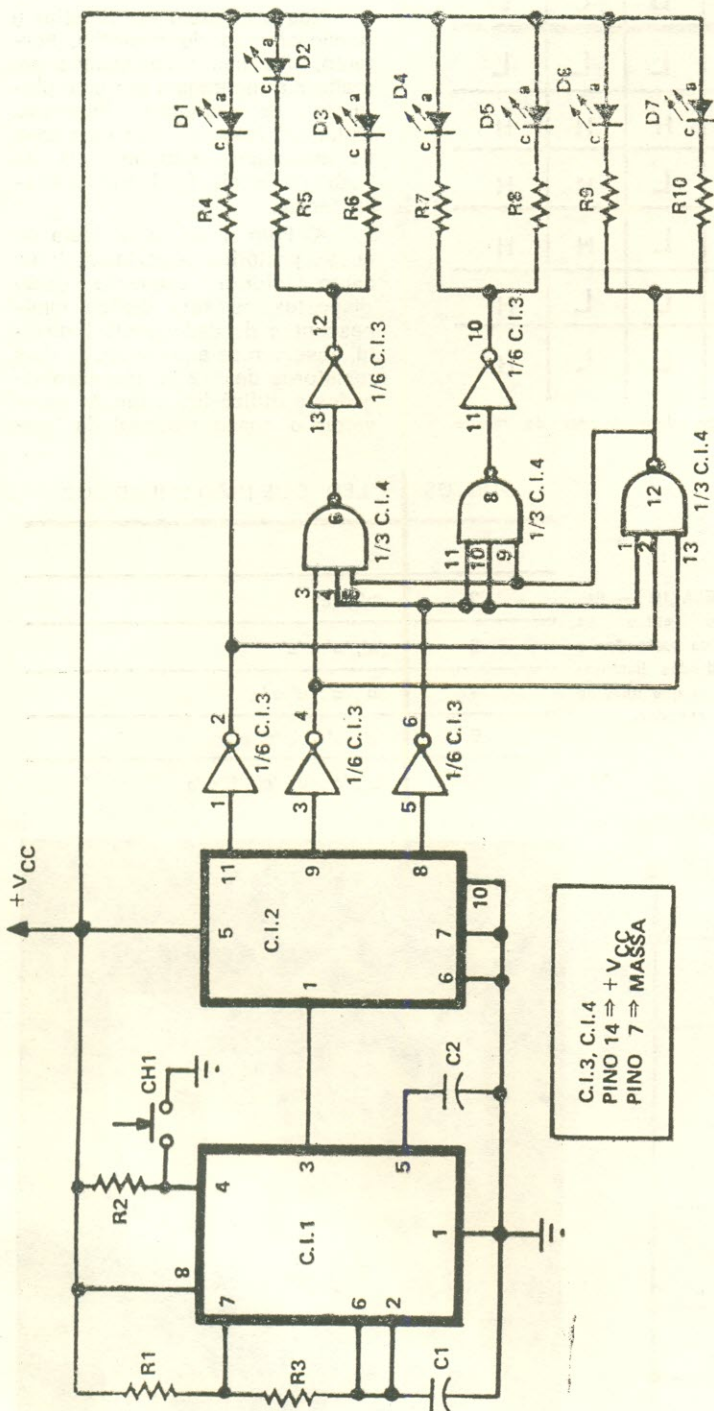 +VCC
R1
R3
C1
R2
CH1
8
4
7
6
2
C.I.1
3
5
1
C2
5
C.I.2
1
11
9
8
6
7
10
1
2
1/6 C.I.3
3
4
1/6 C.I.3
5
6
1/6 C.I.3
3
4
6
1/3 C.I.4
13
12
1/6 C.I.3
11
10
9
8
1/3 C.I.4
11
10
1/6 C.I.3
1
2
13
12
1/3 C.I.4
R4
D1
c
a
R5
D2
c
a
R6
D3
c
a
R7
D4
c
a
R8
D5
c
a
R9
D6
c
a
R10
D7
c
a
C.I.3, C.I.4
PINO 14 ⇒ + VCC
PINO 7 ⇒ MASSA